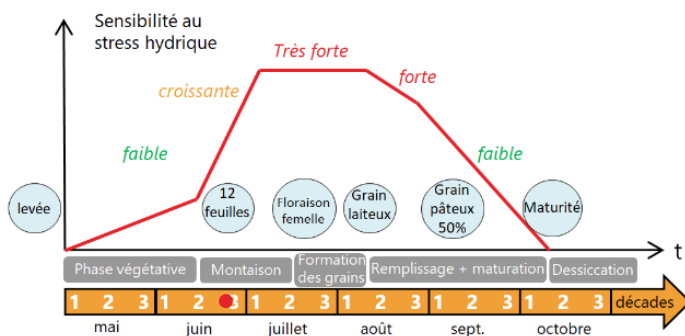 Sensibilité au
stress hydrique
Très forte
croissante
forte
faible
faible
levée
12
feuilles
Floraison
femelle
Grain
laiteux
Grain
pâteux
50%
Maturité
t
Phase végétative
Montaison
Formation
des grains
Remplissage + maturation
Dessiccation
1 2 3 1 2 3 1 2 3 1 2 3 1 2 3 1 2 3 décades
mai juin juillet août sept. octobre